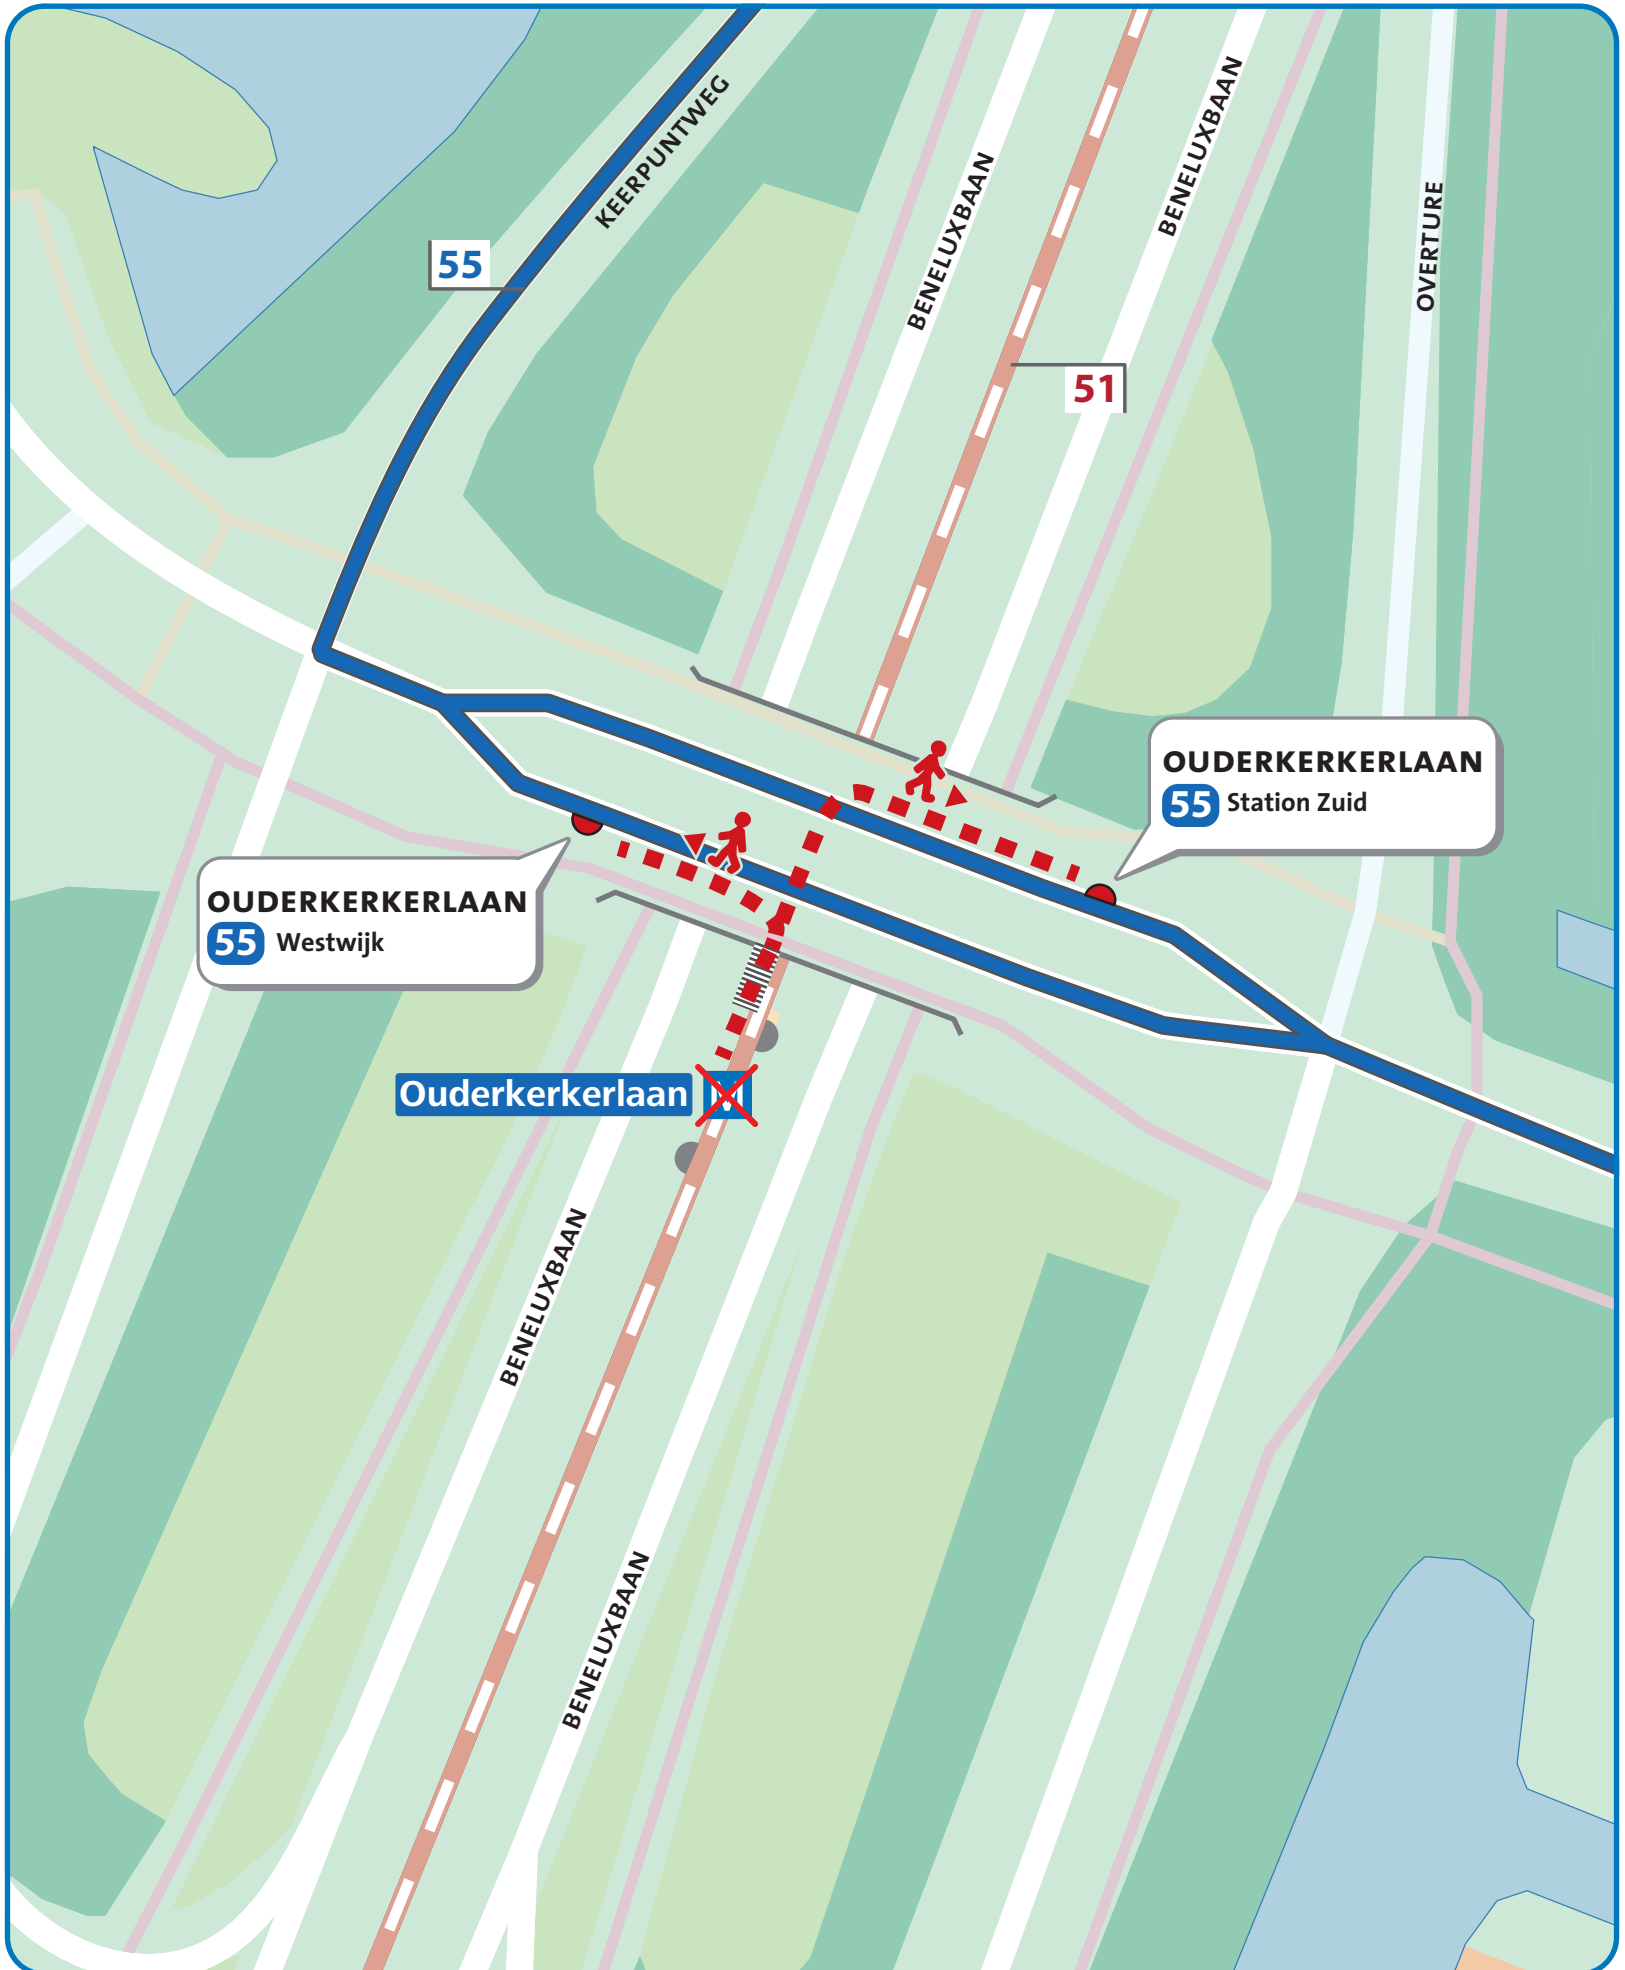 KEERPUNTWEG
BENELUXBAAN
BENELUXBAAN
OVERTURE
55
51
OUDERKERKERLAAN
55 Station Zuid
OUDERKERKERLAAN
55 Westwijk
Ouderkerkerlaan M
BENELUXBAAN
BENELUXBAAN